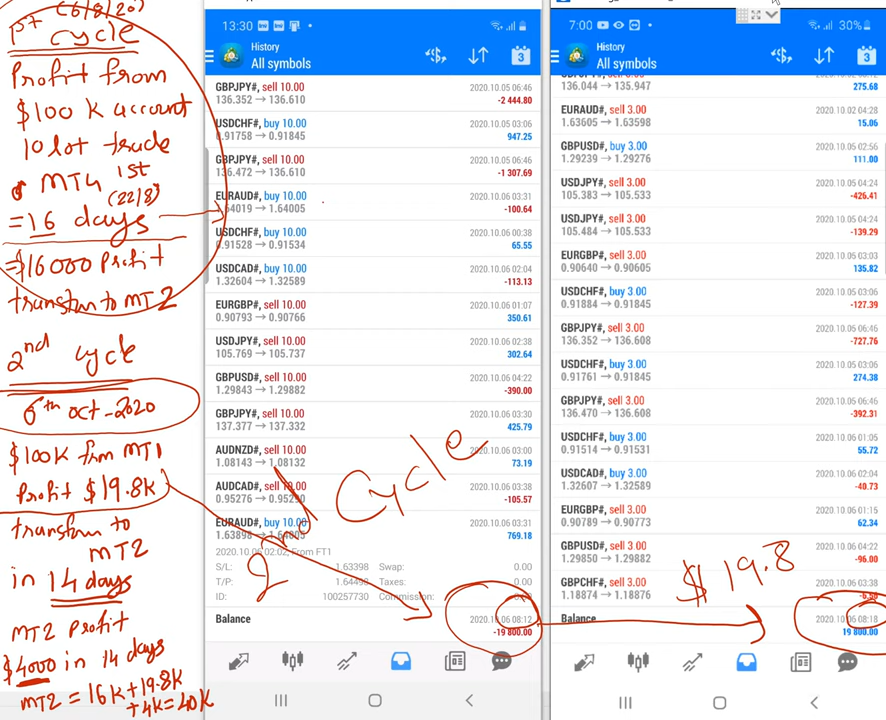 1st (6/8/20)
Cycle
Profit from
$100 K account
10 lot trade
MT4 1st
(22/8)
= 16 days
= $16000 Profit
transfer to MT2
2nd Cycle
6th oct-2020
$100K from MT1
Profit $19.8K
transfer to
MT2
in 14 days
MT2 Profit
$4000 in 14 days
MT2 = 16K+19.8K
+4K=40K
13:30
History
All symbols
3
GBPJPY#, sell 10.00 2020.10.05 06:46
136.352 → 136.610 -2 444.80
USDCHF#, buy 10.00 2020.10.05 03:06
0.91758 → 0.91845 947.25
GBPJPY#, sell 10.00 2020.10.05 06:46
136.472 → 136.610 -1 307.69
EURAUD#, buy 10.00 2020.10.06 03:31
1.64019 → 1.64005 -100.64
USDCHF#, buy 10.00 2020.10.06 00:38
0.91528 → 0.91534 65.55
USDCAD#, buy 10.00 2020.10.06 02:04
1.32604 → 1.32589 -113.13
EURGBP#, sell 10.00 2020.10.06 01:07
0.90793 → 0.90766 350.61
USDJPY#, sell 10.00 2020.10.06 02:38
105.769 → 105.737 302.64
GBPUSD#, sell 10.00 2020.10.06 04:22
1.29843 → 1.29882 -390.00
GBPJPY#, sell 10.00 2020.10.06 03:30
137.377 → 137.332 425.79
AUDNZD#, sell 10.00 2020.10.06 03:00
1.08143 → 1.08132 73.19
AUDCAD#, sell 10.00 2020.10.06 03:38
0.95276 → 0.95290 -105.57
EURAUD#, buy 10.00 2020.10.06 03:31
1.63898 → 1.64005 769.18
2020.10.06 02:02, From FT1
S/L: 1.63398 Swap: 0.00
T/P: 1.64498 Taxes: 0.00
ID: 100257730 Commission: 0.00
Balance 2020.10.06 08:12
-19 800.00
2nd Cycle
7:00 30%
History
All symbols
3
136.044 → 135.947 275.68
EURAUD#, sell 3.00 2020.10.02 04:28
1.63605 → 1.63598 15.06
GBPUSD#, buy 3.00 2020.10.05 02:56
1.29239 → 1.29276 111.00
USDJPY#, sell 3.00 2020.10.05 04:24
105.383 → 105.533 -426.41
USDJPY#, sell 3.00 2020.10.05 04:24
105.484 → 105.533 -139.29
EURGBP#, sell 3.00 2020.10.05 03:03
0.90640 → 0.90605 135.82
USDCHF#, buy 3.00 2020.10.05 03:06
0.91884 → 0.91845 -127.39
GBPJPY#, sell 3.00 2020.10.05 06:46
136.352 → 136.608 -727.76
USDCHF#, buy 3.00 2020.10.05 03:06
0.91761 → 0.91845 274.38
GBPJPY#, sell 3.00 2020.10.05 06:46
136.470 → 136.608 -392.31
USDCHF#, buy 3.00 2020.10.06 01:05
0.91514 → 0.91531 55.72
USDCAD#, buy 3.00 2020.10.06 02:04
1.32607 → 1.32589 -40.73
EURGBP#, sell 3.00 2020.10.06 01:15
0.90789 → 0.90773 62.34
GBPUSD#, sell 3.00 2020.10.06 04:22
1.29850 → 1.29882 -96.00
GBPCHF#, sell 3.00 2020.10.06 03:38
1.18874 → 1.18876 -6.56
Balance 2020.10.06 08:18
19 800.00
$19.8